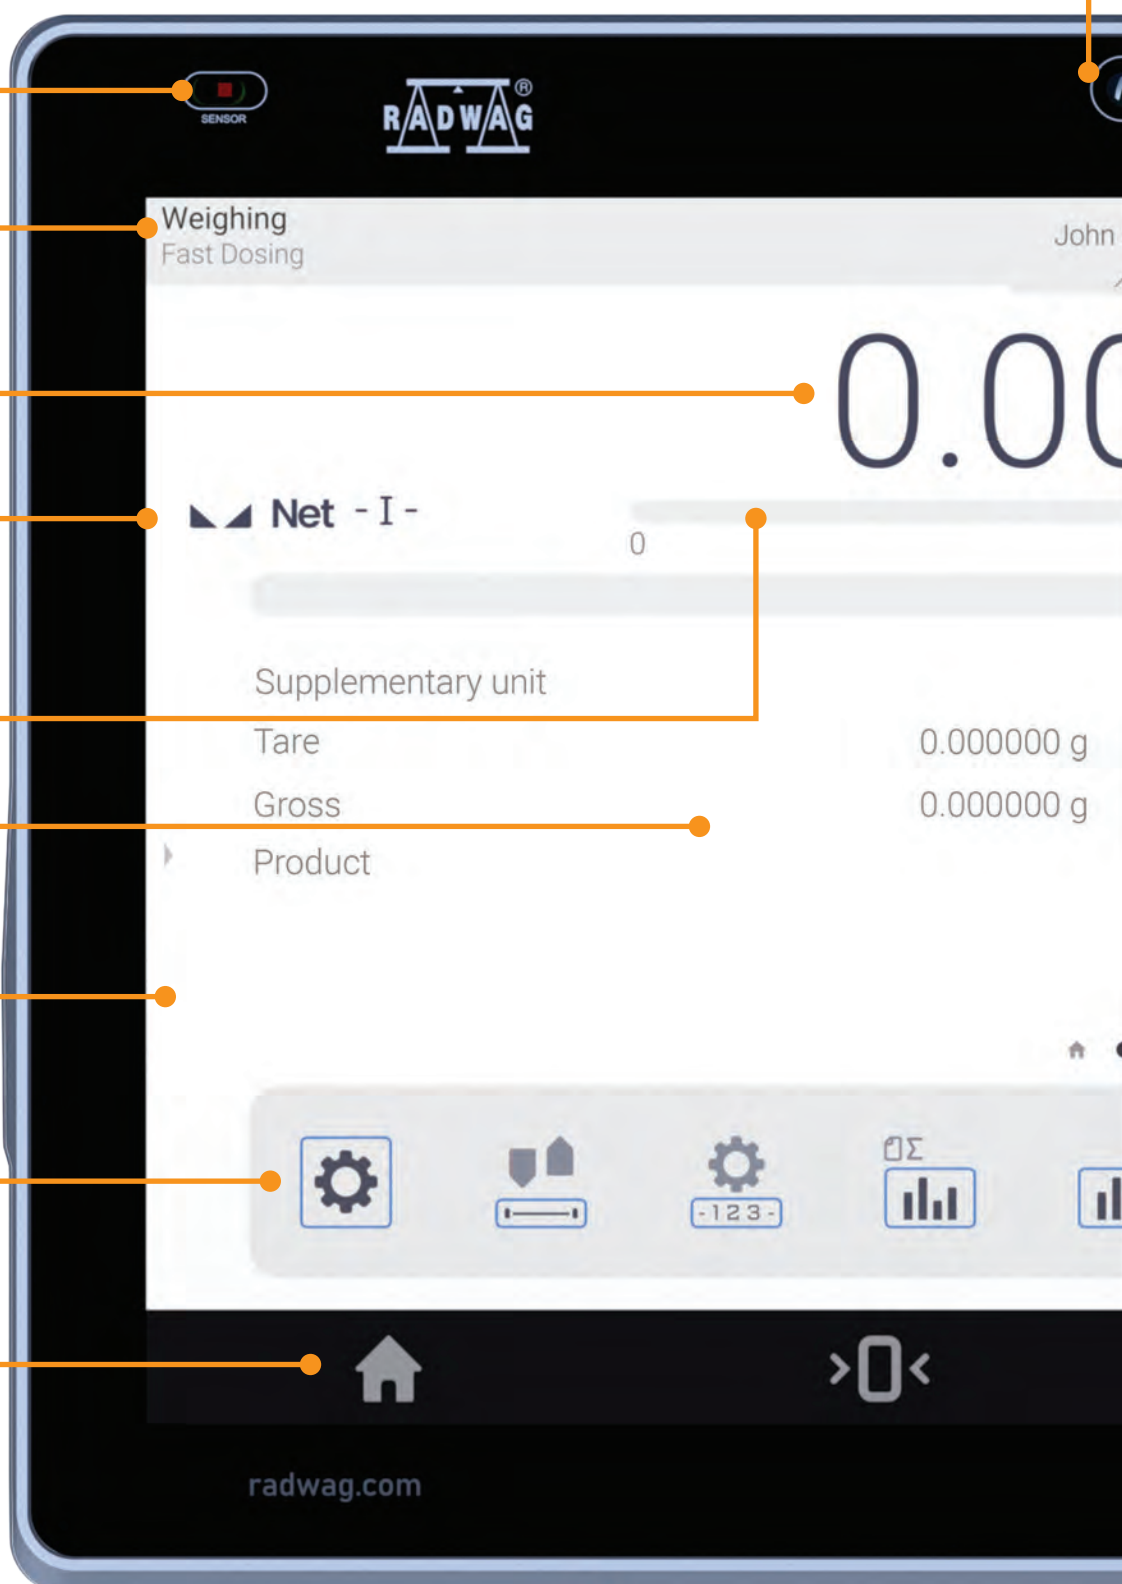 SENSOR
RADWAG®
Weighing
Fast Dosing
John
0.00
Net -I-
0
Supplementary unit
Tare 0.000000 g
Gross 0.000000 g
Product
Σ
-123-
>0<
radwag.com